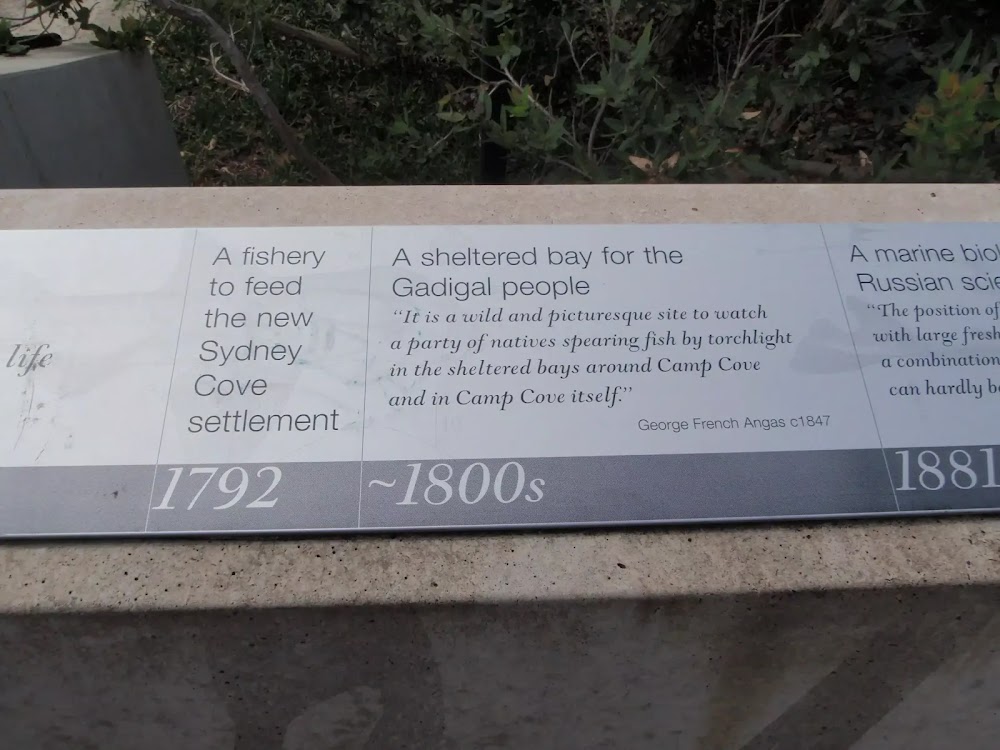 life
A fishery
to feed
the new
Sydney
Cove
settlement
1792
A sheltered bay for the
Gadigal people
“It is a wild and picturesque site to watch
a party of natives spearing fish by torchlight
in the sheltered bays around Camp Cove
and in Camp Cove itself.”
George French Angas c1847
~1800s
A marine
Russian
“The position of
with large fresh
a combination
can hardly
1881